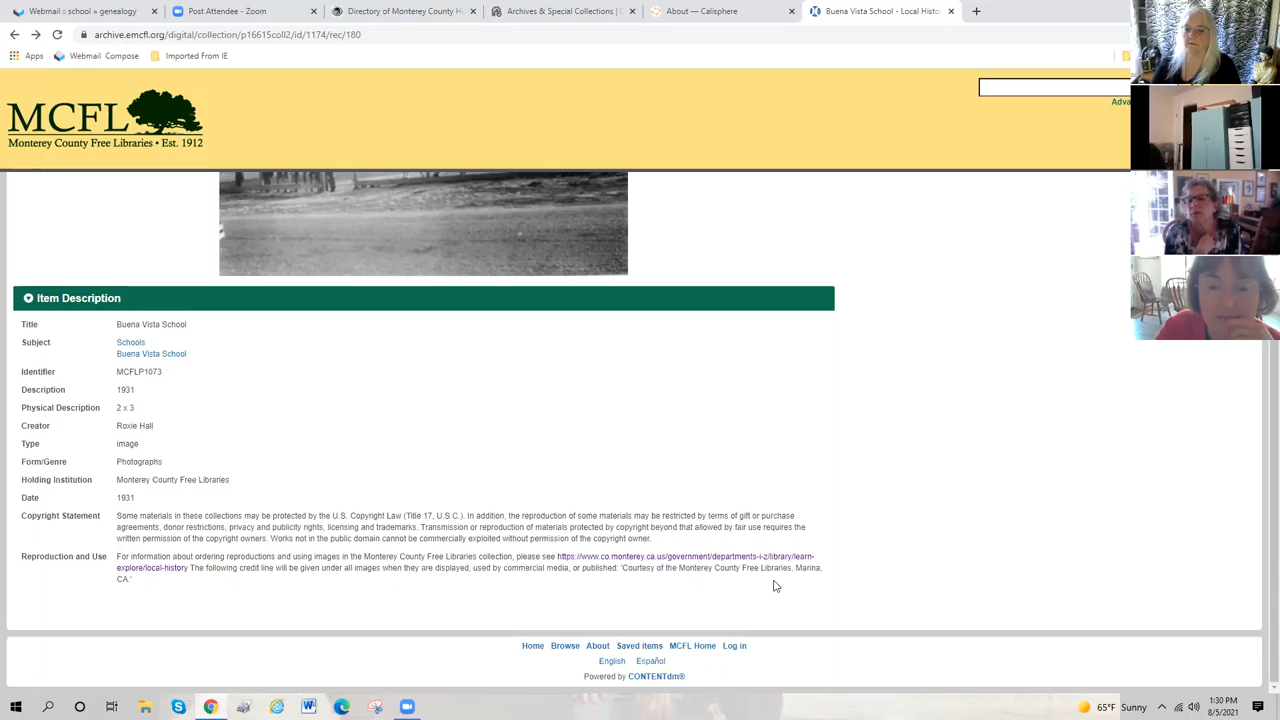 Webmail :: school × Post Attendee - Zoom × Directory of Monterey County Hi × Archives & Special Collections | C × About — Calisphere × Buena Vista School - Local Histo × +
archive.emcfl.org/digital/collection/p16615coll2/id/1174/rec/180
Apps Webmail Compose Imported From IE
MCFL
Monterey County Free Libraries • Est. 1912
Adva
Item Description
Title Buena Vista School
Subject Schools
Buena Vista School
Identifier MCFLP1073
Description 1931
Physical Description 2 x 3
Creator Roxie Hall
Type image
Form/Genre Photographs
Holding Institution Monterey County Free Libraries
Date 1931
Copyright Statement Some materials in these collections may be protected by the U.S. Copyright Law (Title 17, U.S.C.). In addition, the reproduction of some materials may be restricted by terms of gift or purchase
agreements, donor restrictions, privacy and publicity rights, licensing and trademarks. Transmission or reproduction of materials protected by copyright beyond that allowed by fair use requires the
written permission of the copyright owners. Works not in the public domain cannot be commercially exploited without permission of the copyright owner.
Reproduction and Use For information about ordering reproductions and using images in the Monterey County Free Libraries collection, please see https://www.co.monterey.ca.us/government/departments-i-z/library/learn-
explore/local-history The following credit line will be given under all images when they are displayed, used by commercial media, or published: 'Courtesy of the Monterey County Free Libraries, Marina,
CA.'
Home Browse About Saved items MCFL Home Log in
English Español
Powered by CONTENTdm®
65°F Sunny 1:30 PM
8/5/2021